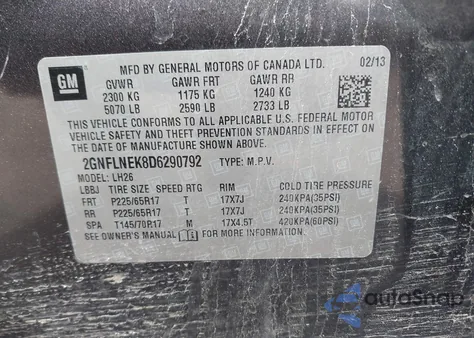 GM
MFD BY GENERAL MOTORS OF CANADA LTD. 02/13
GVWR GAWR FRT GAWR RR
2300 KG 1175 KG 1240 KG
5070 LB 2590 LB 2733 LB
THIS VEHICLE CONFORMS TO ALL APPLICABLE U.S. FEDERAL MOTOR
VEHICLE SAFETY AND THEFT PREVENTION STANDARDS IN EFFECT ON
THE DATE OF MANUFACTURE SHOWN ABOVE.
2GNFLNEK8D6290792 TYPE: M.P.V.
MODEL: LH26
LBBJ TIRE SIZE SPEED RTG RIM COLD TIRE PRESSURE
FRT P225/65R17 T 17X7J 240KPA(35PSI)
RR P225/65R17 T 17X7J 240KPA(35PSI)
SPA T145/70R17 M 17X4.5T 420KPA(60PSI)
SEE OWNER'S MANUAL FOR MORE INFORMATION.
autoSnap